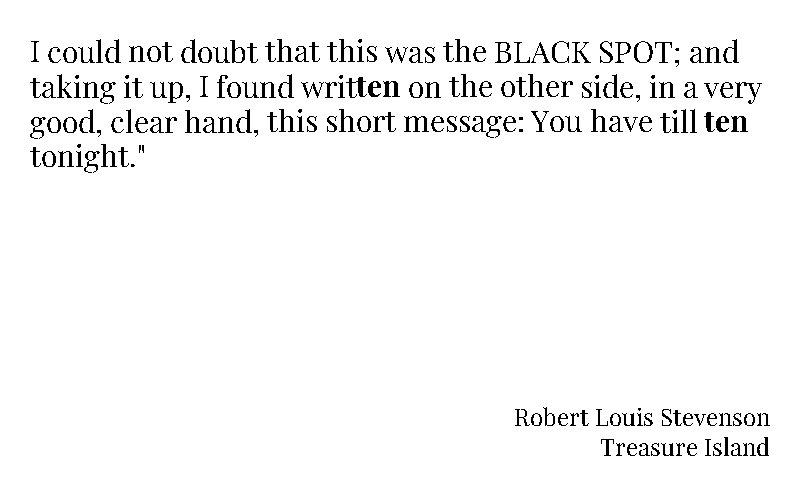 I could not doubt that this was the BLACK SPOT; and
taking it up, I found written on the other side, in a very
good, clear hand, this short message: You have till ten
tonight."
Robert Louis Stevenson
Treasure Island